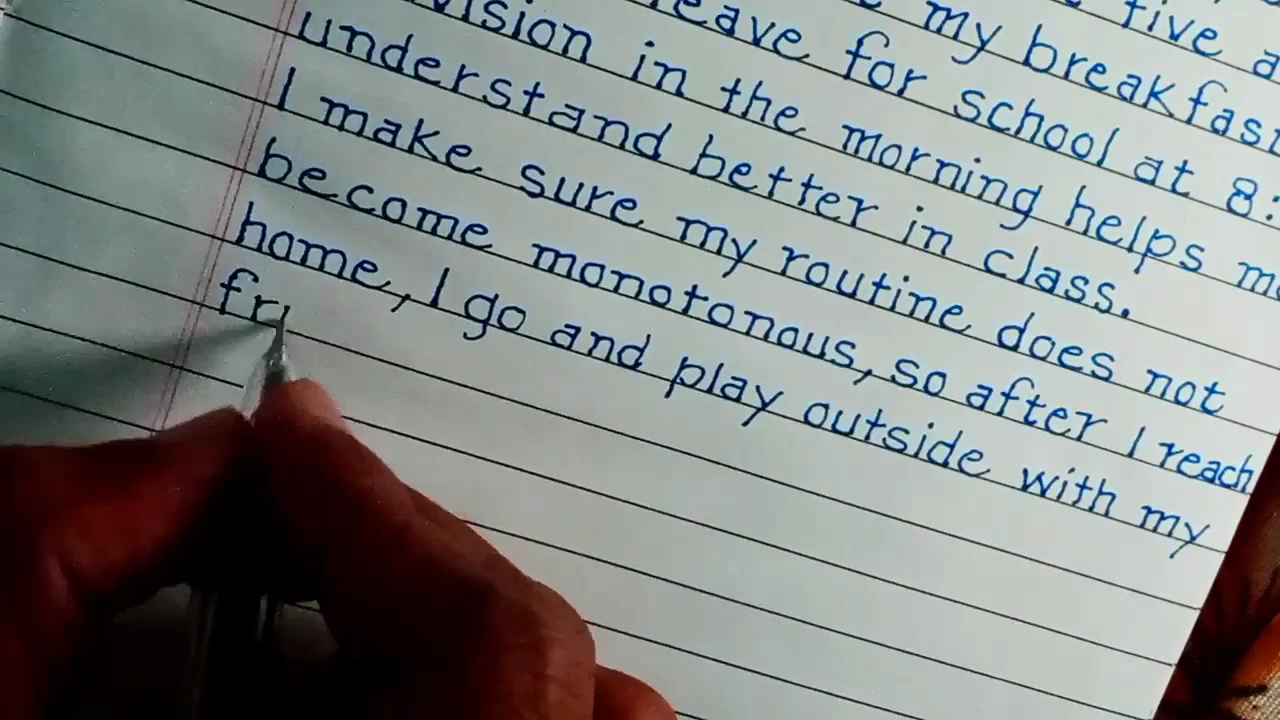 five a
my breakfast
leave for school at 8:
vision in the morning helps m
understand better in class.
I make sure my routine does not
become monotonous, so after I reach
home, I go and play outside with my
fri